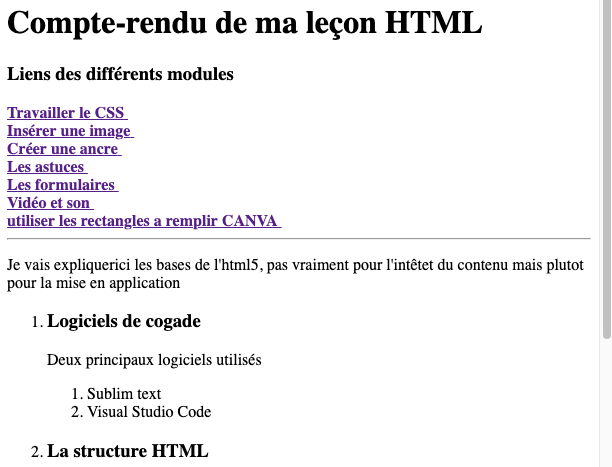 Compte-rendu de ma leçon HTML
Liens des différents modules
Travailler le CSS
Insérer une image
Créer une ancre
Les astuces
Les formulaires
Vidéo et son
utiliser les rectangles a remplir CANVA
Je vais expliquerici les bases de l'html5, pas vraiment pour l'intêtet du contenu mais plutot
pour la mise en application
1. Logiciels de cogade
Deux principaux logiciels utilisés
1. Sublim text
2. Visual Studio Code
2. La structure HTML